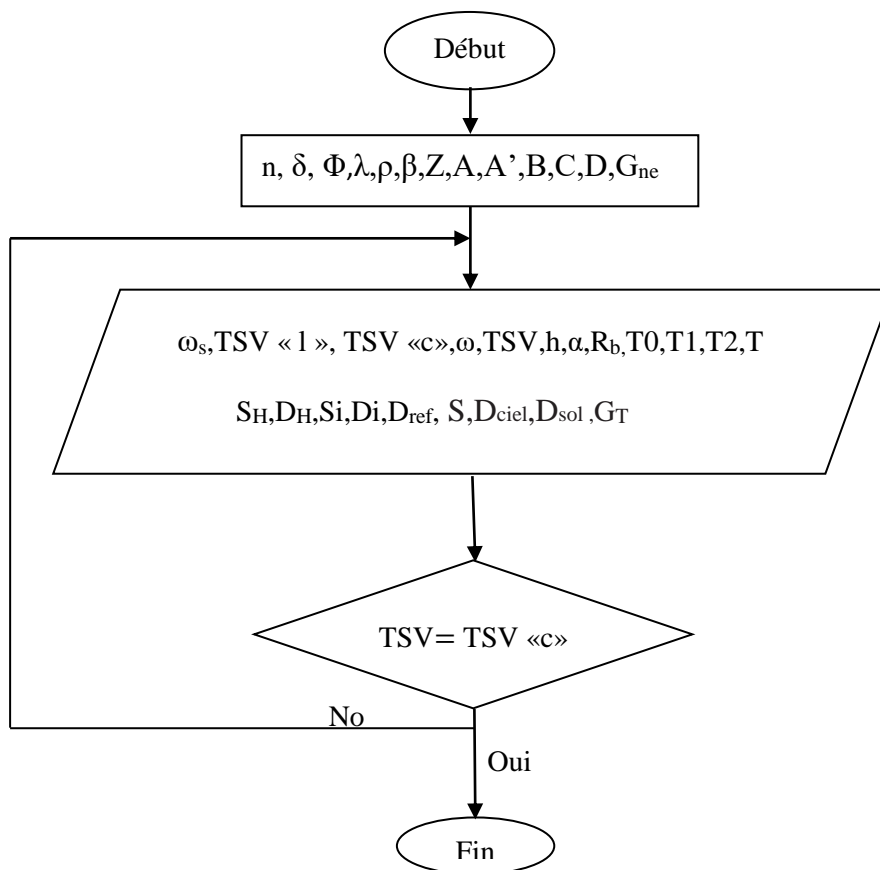 Début
n, δ, Φ,λ,ρ,β,Z,A,A’,B,C,D,Gne
ωs,TSV « l », TSV «c»,ω,TSV,h,α,Rb,T0,T1,T2,T
SH,DH,Si,Di,Dref, S,Dciel,Dsol ,GT
TSV= TSV «c»
No
Oui
Fin